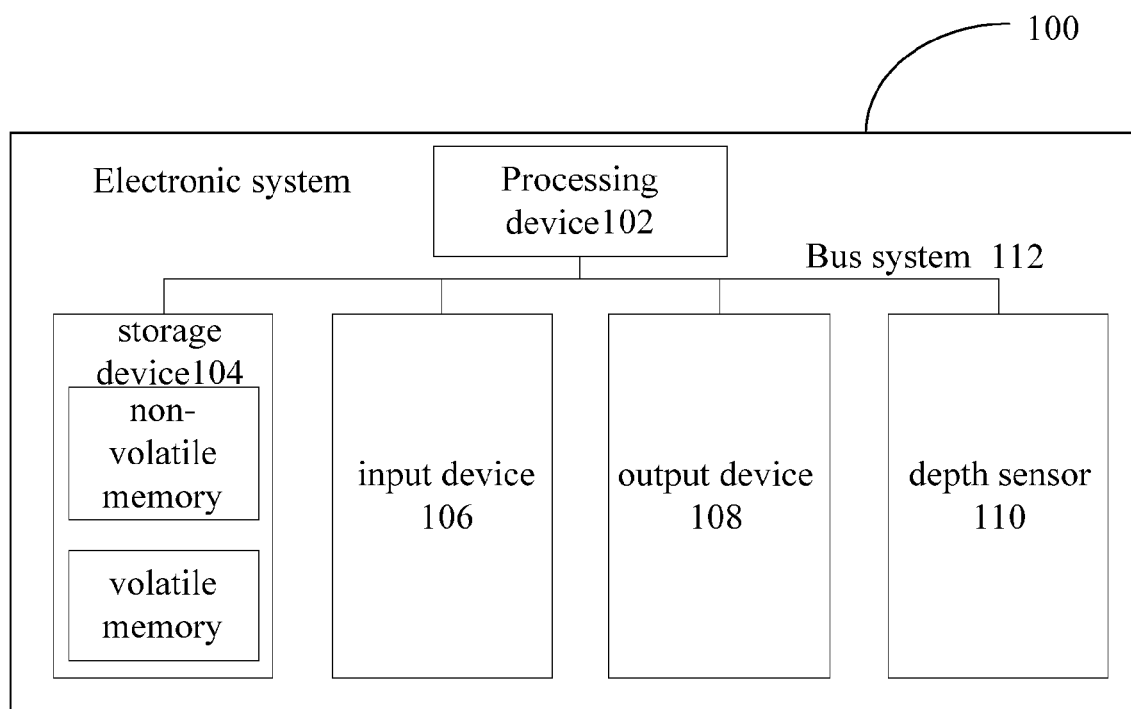 100
Electronic system
Processing
device102
Bus system 112
storage
device104
non-
volatile
memory
volatile
memory
input device
106
output device
108
depth sensor
110